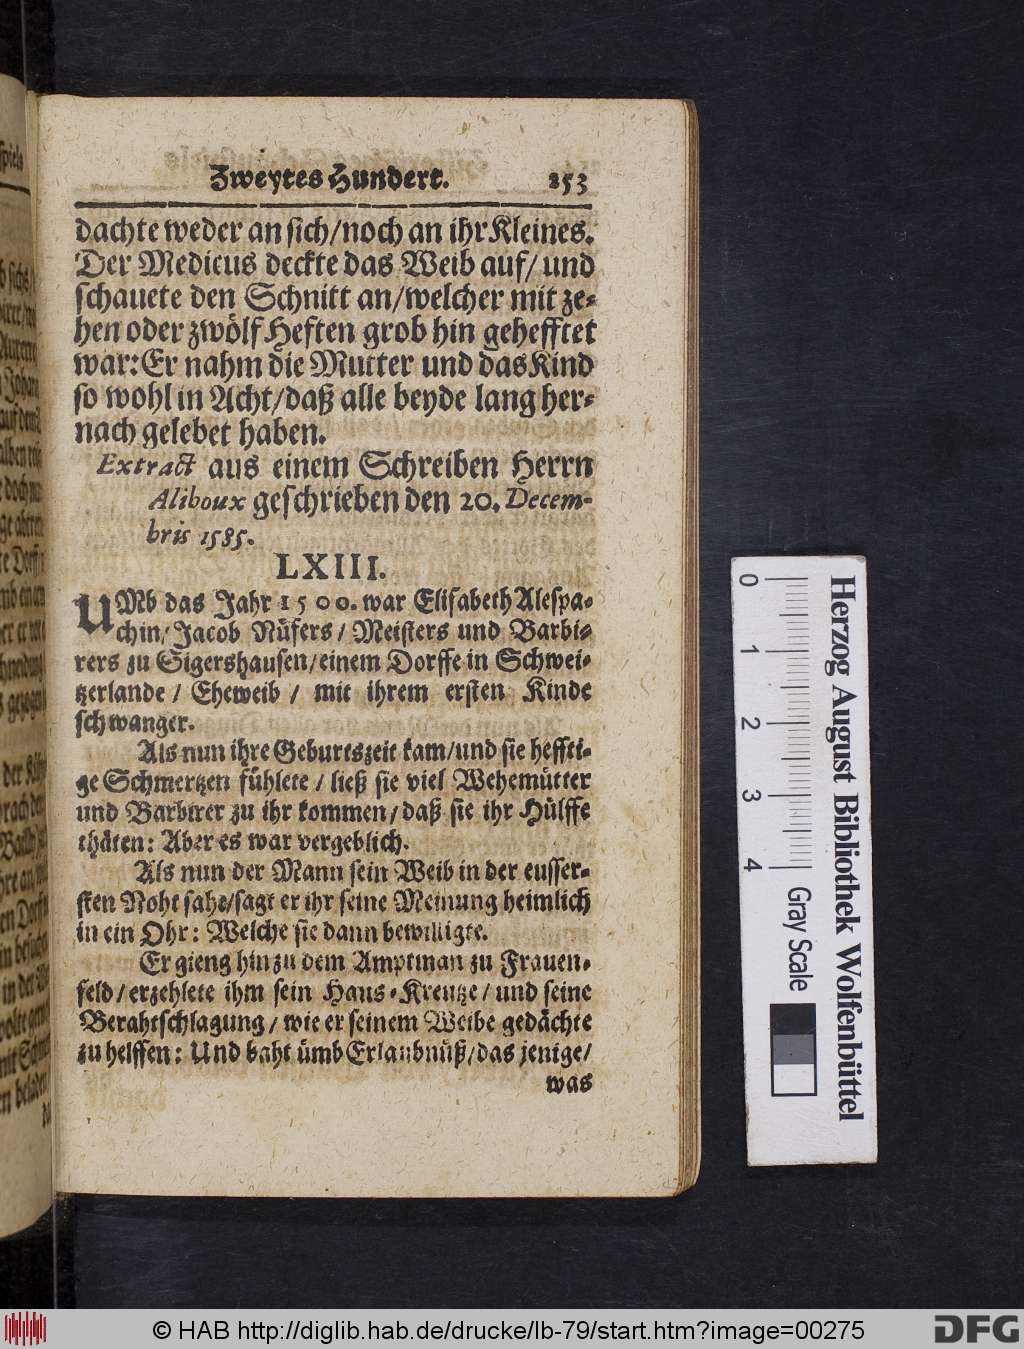 Zweytes Hundert. 253
dachte weder an sich/noch an ihr Kleines.
Der Medicus deckte das Weib auf/ und
schauete den Schnitt an/welcher mit ze-
hen oder zwölf Heften grob hin gehefftet
war: Er nahm die Mutter und das Kind
so wohl in Acht/daß alle beyde lang her-
nach gelebet haben.
Extract aus einem Schreiben Herrn
Aliboux geschrieben den 20. Decem-
bris 1585.
LXIII.
UMb das Jahr 1500. war Elisabeth Alespa-
chin/Jacob Nüfers/ Meisters und Barbi-
rers zu Sigershausen/einem Dorffe in Schwei-
tzerlande / Eheweib / mit ihrem ersten Kinde
schwanger.
Als nun ihre Geburtszeit kam/und sie heffti-
ge Schmertzen fühlete / ließ sie viel Wehemütter
und Barbirer zu ihr kommen/daß sie ihr Hülffe
thäten: Aber es war vergeblich.
Als nun der Mann sein Weib in der eusser-
sten Noht sahe/sagt er ihr seine Meinung heimlich
in ein Ohr: Welche sie dann bewilligte.
Er gieng hin zu dem Amptman zu Frauen-
feld/erzehlete ihm sein Haus-Kreutze/und seine
Berahtschlagung/wie er seinem Weibe gedächte
zu helffen: Und baht ümb Erlaubnüß/das jenige/
was
Herzog August Bibliothek Wolfenbüttel
0 1 2 3 4 Gray Scale
© HAB http://diglib.hab.de/drucke/lb-79/start.htm?image=00275
DFG